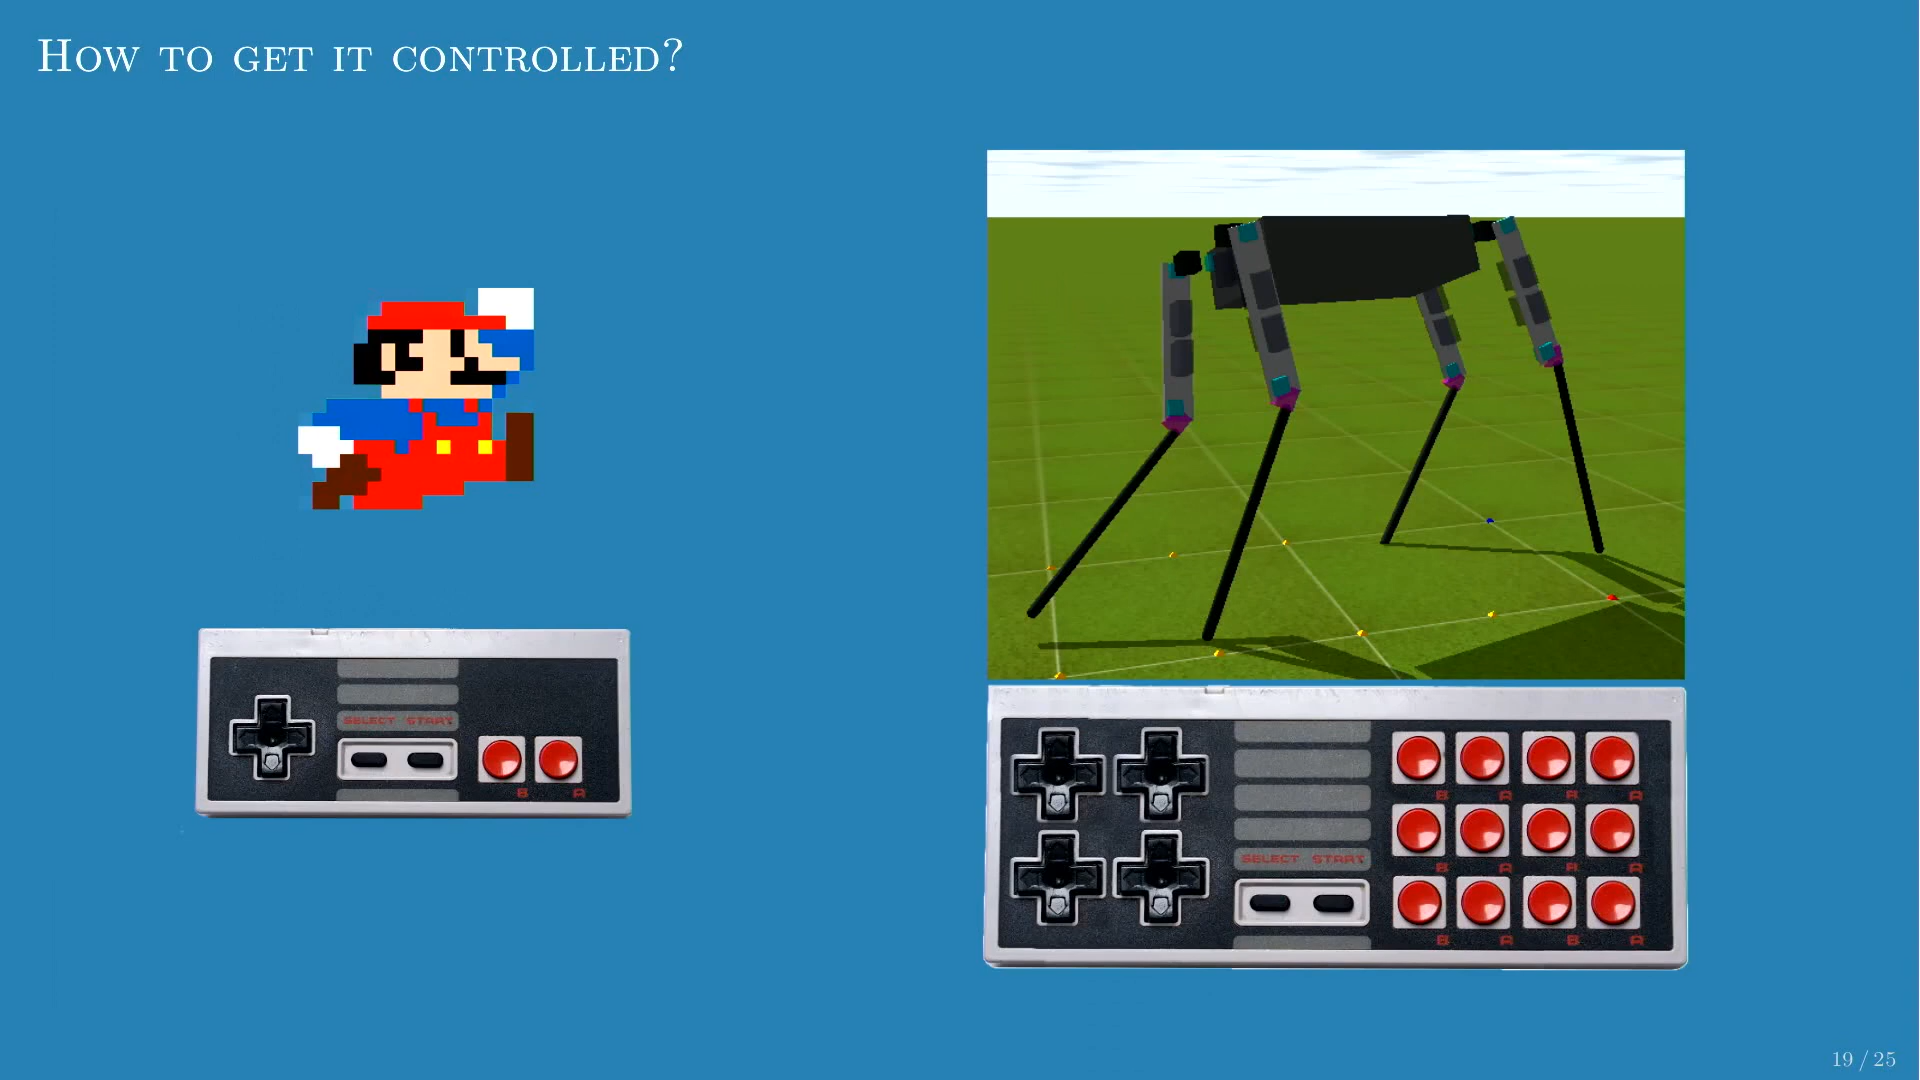 How to get it controlled?
SELECT START
B A
SELECT START
B A B A
B A B A
B A B A
19 / 25